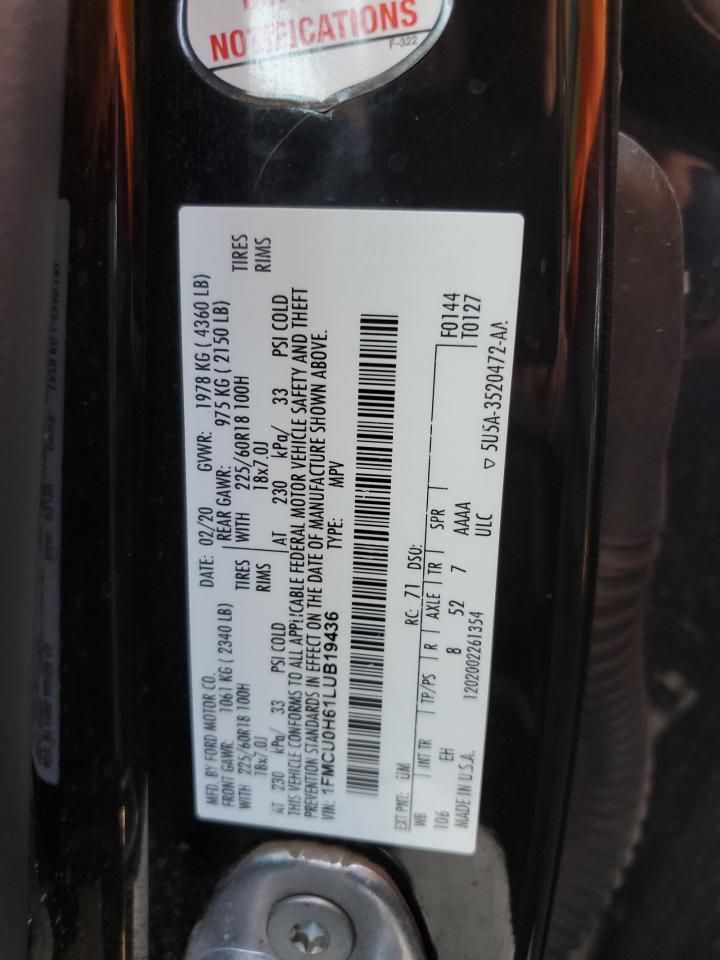 NOTIFICATIONS
F-322
MFD. BY FORD MOTOR CO. DATE: 02/20 GVWR: 1978 KG ( 4360 LB)
FRONT GAWR: 1061 KG ( 2340 LB) REAR GAWR: 975 KG ( 2150 LB)
WITH 225/60R18 100H TIRES WITH 225/60R18 100H TIRES
18x7.0J RIMS 18x7.0J RIMS
AT 230 kPa/ 33 PSI COLD AT 230 kPa/ 33 PSI COLD
THIS VEHICLE CONFORMS TO ALL APPLICABLE FEDERAL MOTOR VEHICLE SAFETY AND THEFT
PREVENTION STANDARDS IN EFFECT ON THE DATE OF MANUFACTURE SHOWN ABOVE.
VIN: 1FMCU0H61LUB19436 TYPE: MPV
EXT PNT: UM RC: 71 DSO: F0144
WB INT TR TP/PS R AXLE TR SPR T0127
106 EH 8 52 7 AAAA
MADE IN U.S.A. 1202002261354 ULC ▽ 5U5A-3520472-AA